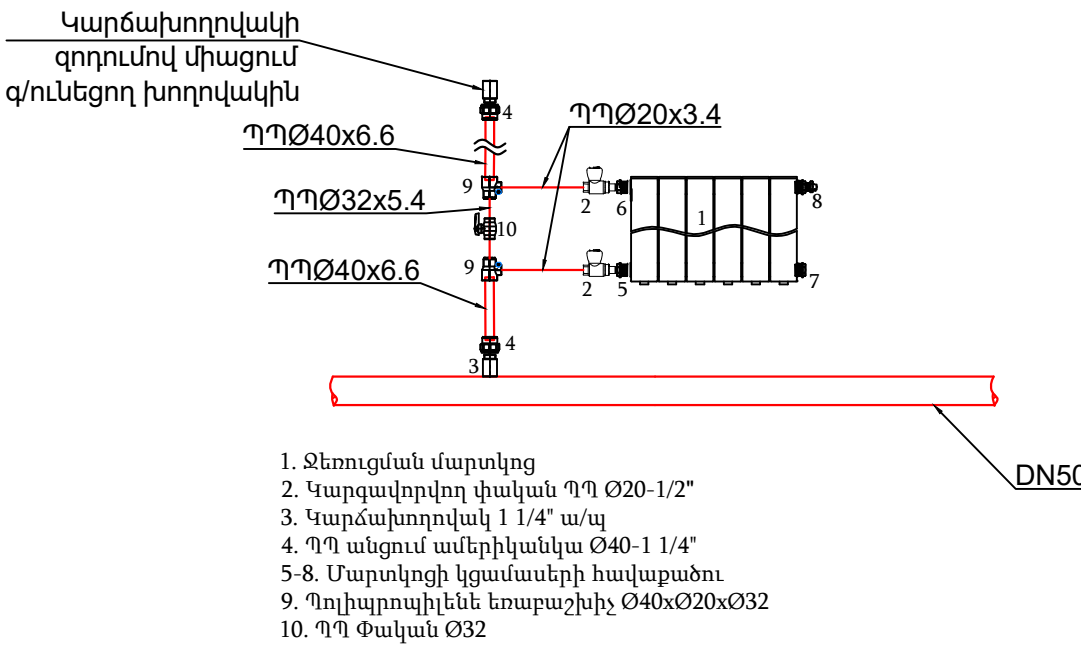 Կարճախողովակի
զոդումով միացում
գ/ունեցող խողովակին
4
ՊՊØ20x3.4
ՊՊØ40x6.6
9
2
6
1
8
ՊՊØ32x5.4
10
ՊՊØ40x6.6
9
2
5
7
4
3
DN50
1. Ջեռուցման մարտկոց
2. Կարգավորվող փական ՊՊ Ø20-1/2"
3. Կարճախողովակ 1 1/4" ա/պ
4. ՊՊ անցում ամերիկանկա Ø40-1 1/4"
5-8. Մարտկոցի կցամասերի հավաքածու
9. Պոլիպրոպիլենե եռաբաշխիչ Ø40xØ20xØ32
10. ՊՊ Փական Ø32